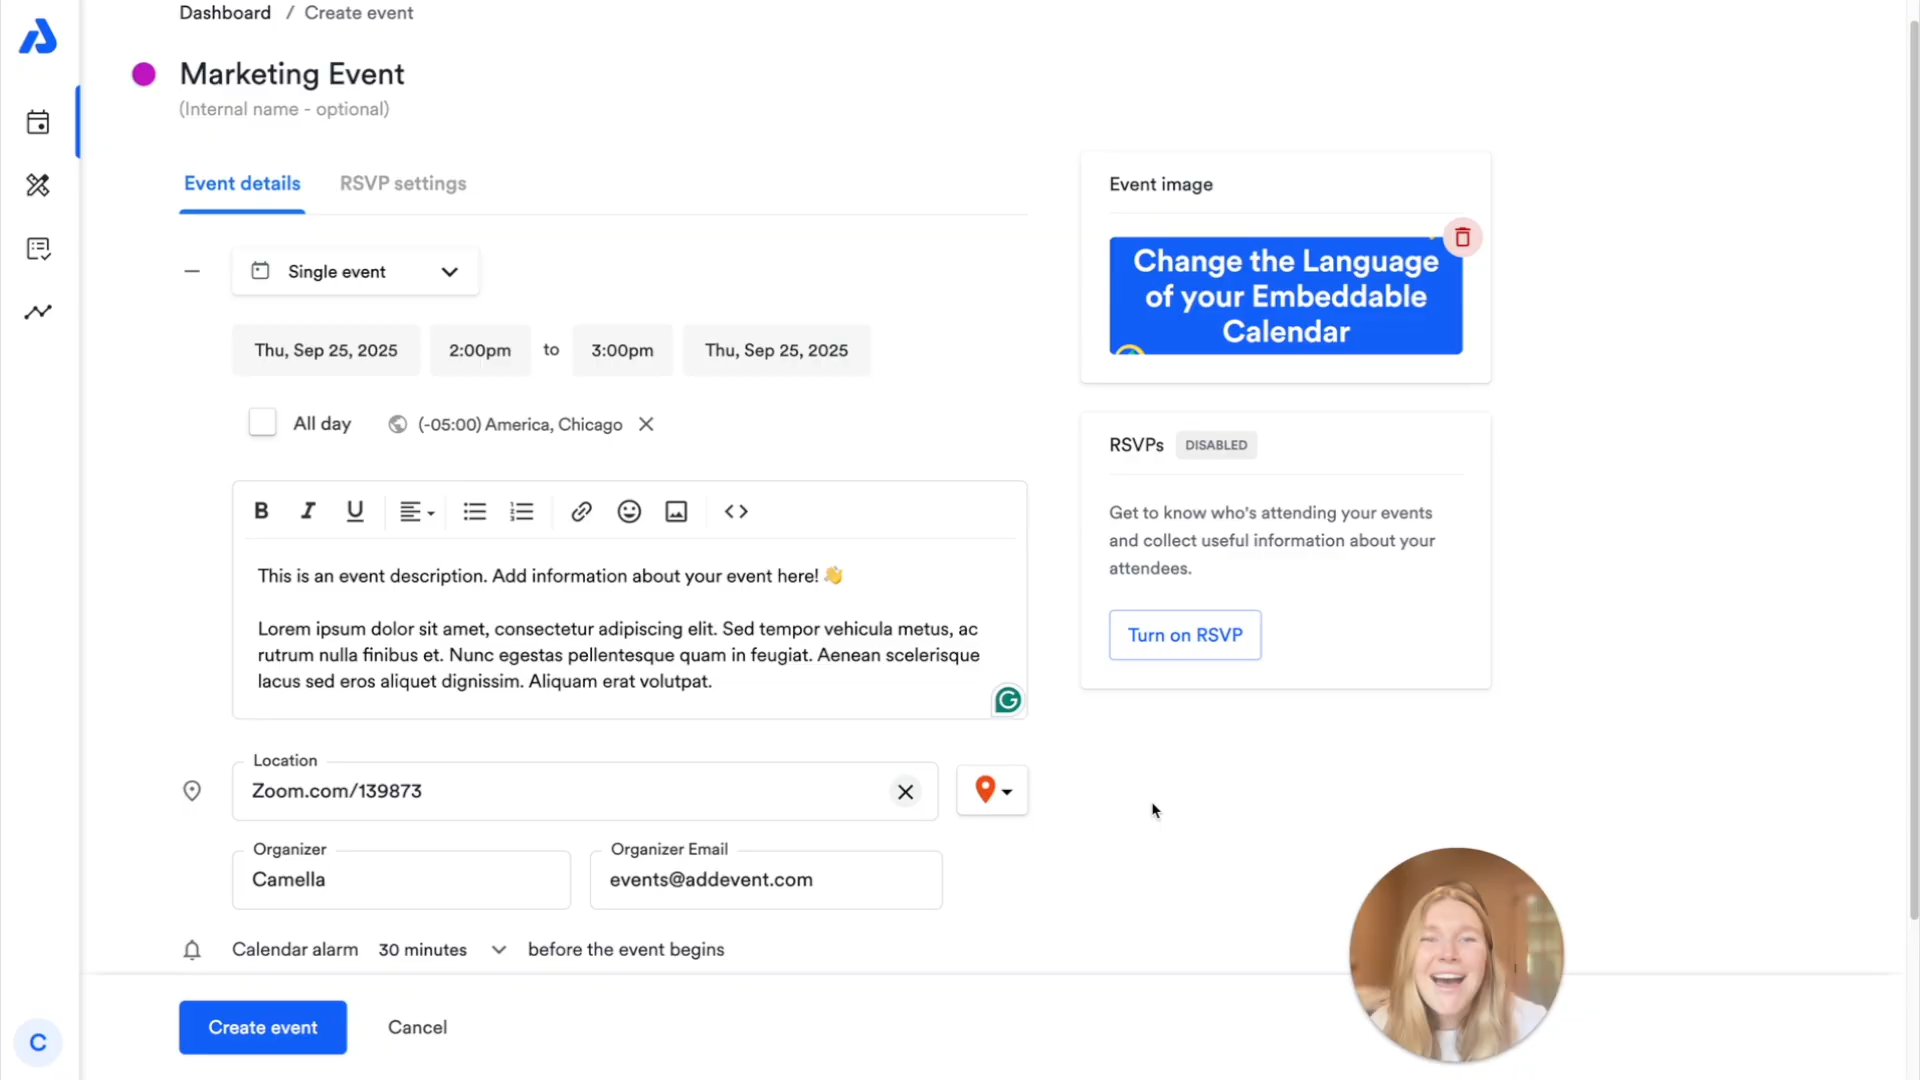 Dashboard / Create event
Marketing Event
(Internal name - optional)
Event details RSVP settings
Single event
Thu, Sep 25, 2025 2:00pm to 3:00pm Thu, Sep 25, 2025
All day (-05:00) America, Chicago
B I U
This is an event description. Add information about your event here! 👋
Lorem ipsum dolor sit amet, consectetur adipiscing elit. Sed tempor vehicula metus, ac
rutrum nulla finibus et. Nunc egestas pellentesque quam in feugiat. Aenean scelerisque
lacus sed eros aliquet dignissim. Aliquam erat volutpat.
Location
Zoom.com/139873
Organizer
Camella
Organizer Email
events@addevent.com
Calendar alarm 30 minutes before the event begins
Create event Cancel
C
Event image
Change the Language
of your Embeddable
Calendar
RSVPs DISABLED
Get to know who's attending your events
and collect useful information about your
attendees.
Turn on RSVP